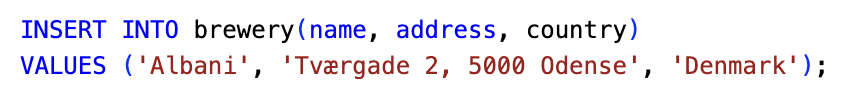 INSERT INTO brewery(name, address, country)
VALUES ('Albani', 'Tværgade 2, 5000 Odense', 'Denmark');